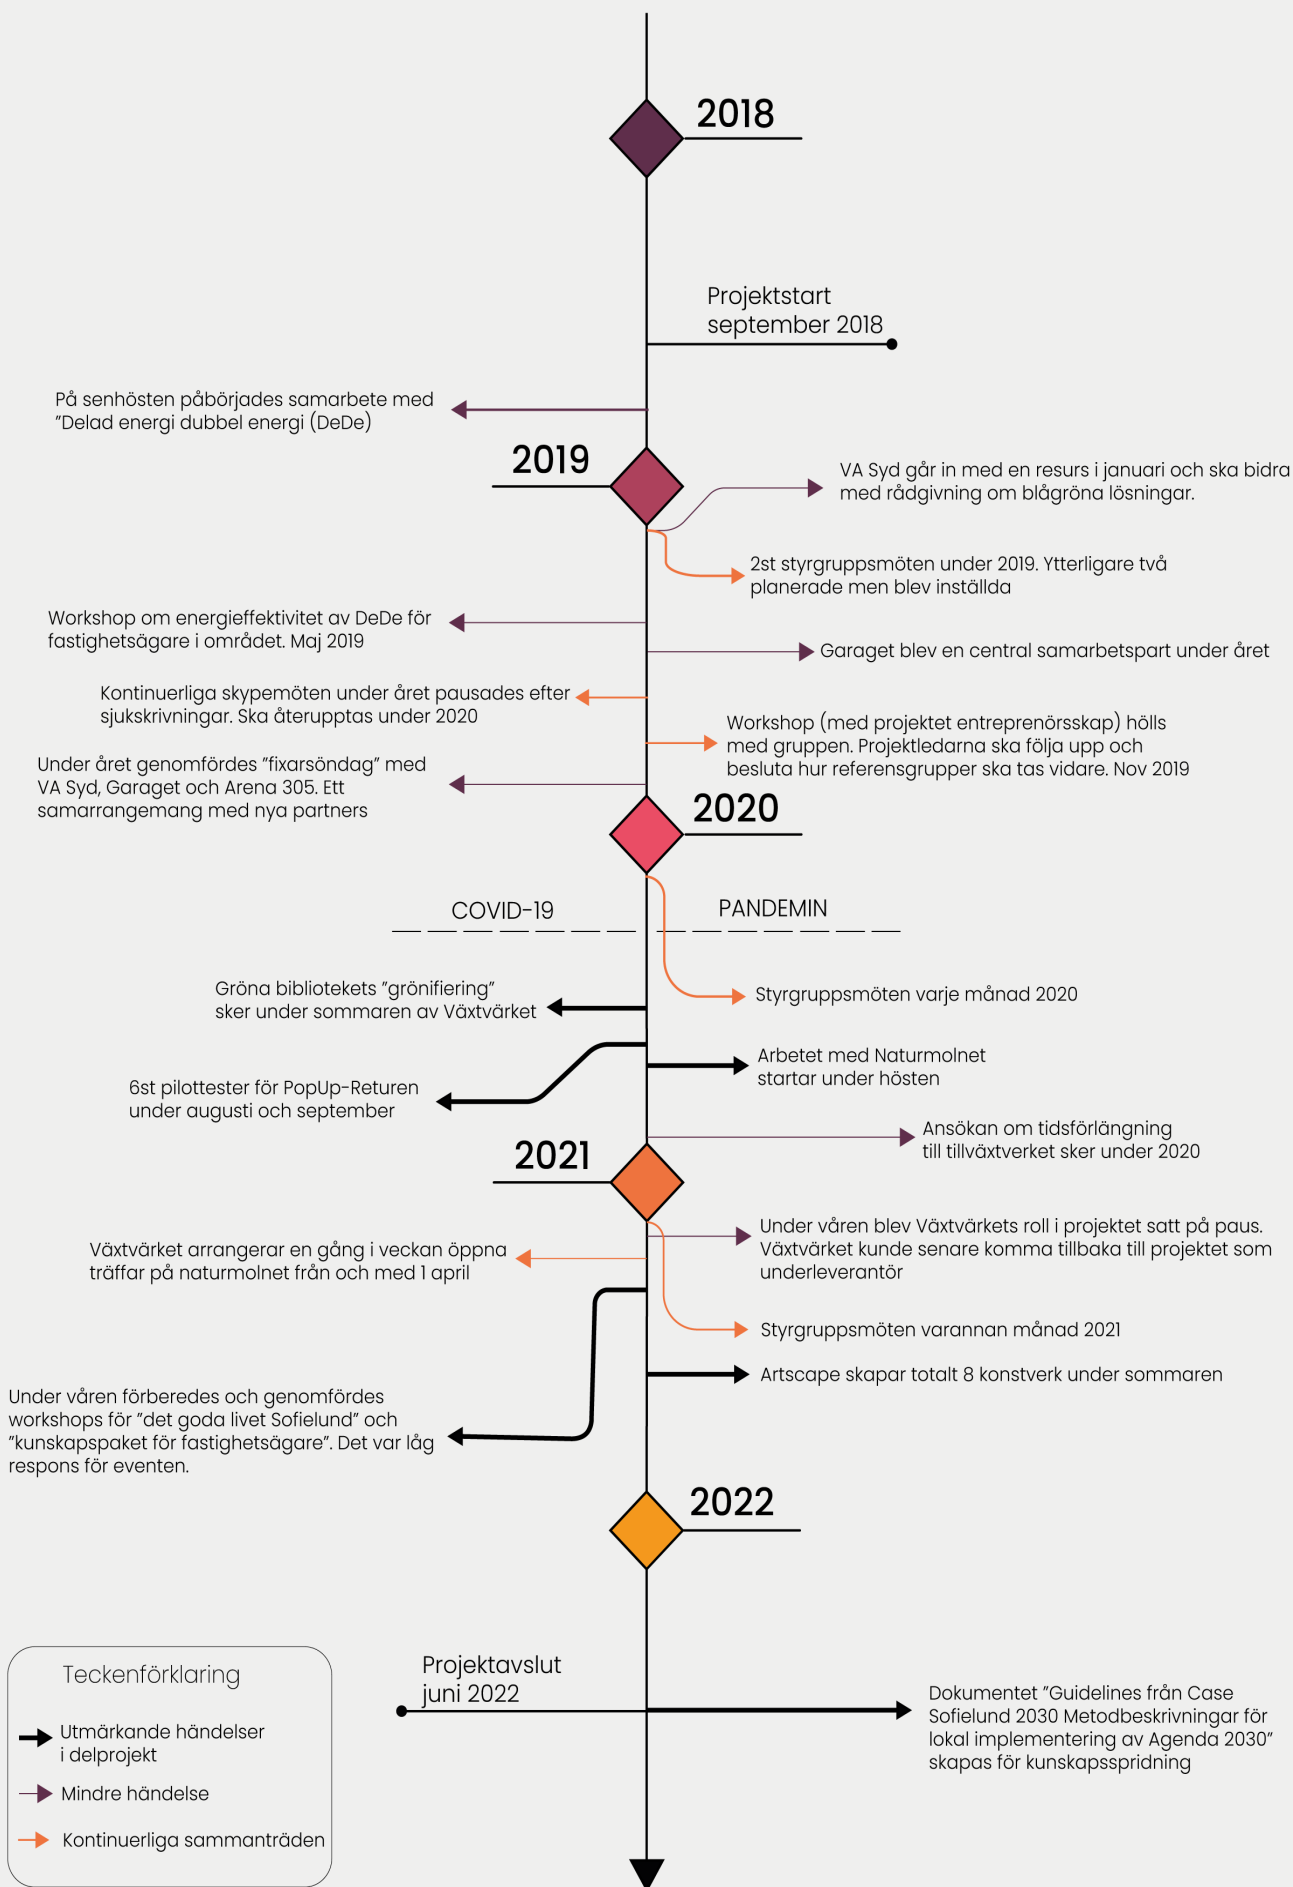 2018
Projektstart
september 2018
På senhösten påbörjades samarbete med
"Delad energi dubbel energi (DeDe)
2019
VA Syd går in med en resurs i januari och ska bidra
med rådgivning om blågröna lösningar.
2st styrgruppsmöten under 2019. Ytterligare två
planerade men blev inställda
Workshop om energieffektivitet av DeDe för
fastighetsägare i området. Maj 2019
Garaget blev en central samarbetspart under året
Kontinuerliga skypemöten under året pausades efter
sjukskrivningar. Ska återupptas under 2020
Workshop (med projektet entreprenörsskap) hölls
med gruppen. Projektledarna ska följa upp och
besluta hur referensgrupper ska tas vidare. Nov 2019
Under året genomfördes "fixarsöndag" med
VA Syd, Garaget och Arena 305. Ett
samarrangemang med nya partners
2020
COVID-19 PANDEMIN
Gröna bibliotekets "grönifiering"
sker under sommaren av Växtvärket
Styrgruppsmöten varje månad 2020
Arbetet med Naturmolnet
startar under hösten
6st pilottester för PopUp-Returen
under augusti och september
Ansökan om tidsförlängning
till tillväxtverket sker under 2020
2021
Under våren blev Växtvärkets roll i projektet satt på paus.
Växtvärket kunde senare komma tillbaka till projektet som
underleverantör
Växtvärket arrangerar en gång i veckan öppna
träffar på naturmolnet från och med 1 april
Styrgruppsmöten varannan månad 2021
Artscape skapar totalt 8 konstverk under sommaren
Under våren förberedes och genomfördes
workshops för "det goda livet Sofielund" och
"kunskapspaket för fastighetsägare". Det var låg
respons för eventen.
2022
Projektavslut
juni 2022
Dokumentet "Guidelines från Case
Sofielund 2030 Metodbeskrivningar för
lokal implementering av Agenda 2030"
skapas för kunskapsspridning
Teckenförklaring
Utmärkande händelser
i delprojekt
Mindre händelse
Kontinuerliga sammanträden